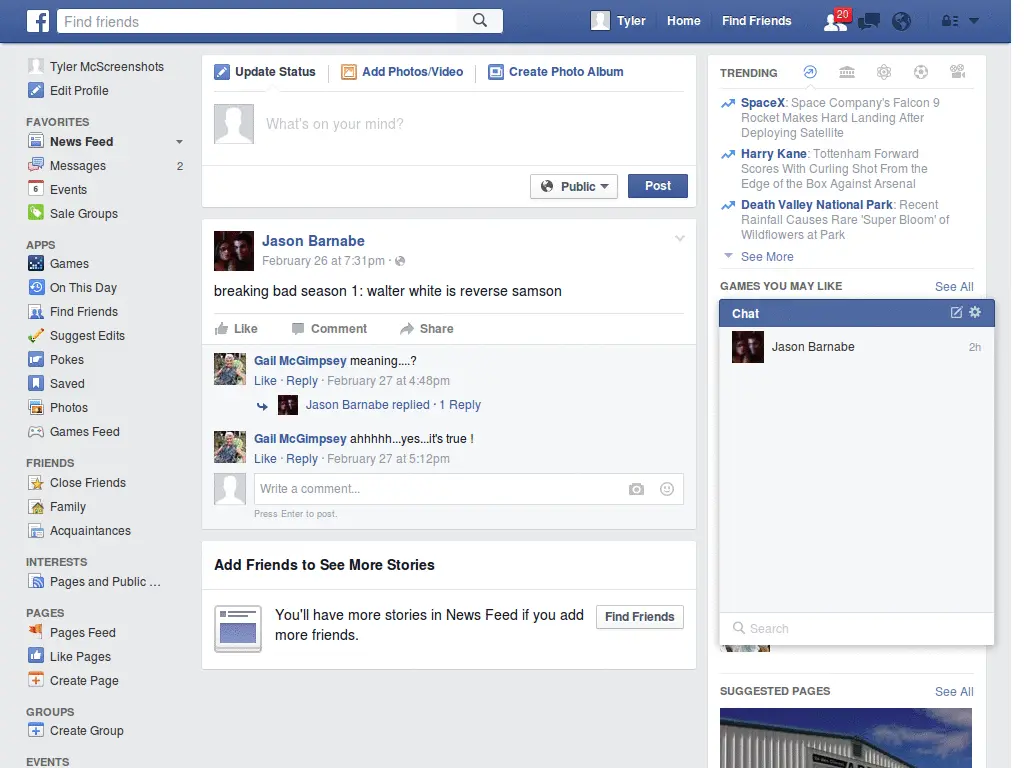 f Find friends Tyler Home Find Friends 20
Tyler McScreenshots
Edit Profile
FAVORITES
News Feed
Messages 2
6 Events
Sale Groups
APPS
Games
On This Day
Find Friends
Suggest Edits
Pokes
Saved
Photos
Games Feed
FRIENDS
Close Friends
Family
Acquaintances
INTERESTS
Pages and Public ...
PAGES
Pages Feed
Like Pages
Create Page
GROUPS
Create Group
EVENTS
Update Status Add Photos/Video Create Photo Album
What's on your mind?
Public Post
Jason Barnabe
February 26 at 7:31pm ·
breaking bad season 1: walter white is reverse samson
Like Comment Share
Gail McGimpsey meaning....?
Like · Reply · February 27 at 4:48pm
Jason Barnabe replied · 1 Reply
Gail McGimpsey ahhhhh...yes...it's true !
Like · Reply · February 27 at 5:12pm
Write a comment...
Press Enter to post.
Add Friends to See More Stories
You'll have more stories in News Feed if you add
more friends.
Find Friends
TRENDING
SpaceX: Space Company's Falcon 9
Rocket Makes Hard Landing After
Deploying Satellite
Harry Kane: Tottenham Forward
Scores With Curling Shot From the
Edge of the Box Against Arsenal
Death Valley National Park: Recent
Rainfall Causes Rare 'Super Bloom' of
Wildflowers at Park
See More
GAMES YOU MAY LIKE See All
Chat
Jason Barnabe 2h
Search
SUGGESTED PAGES See All